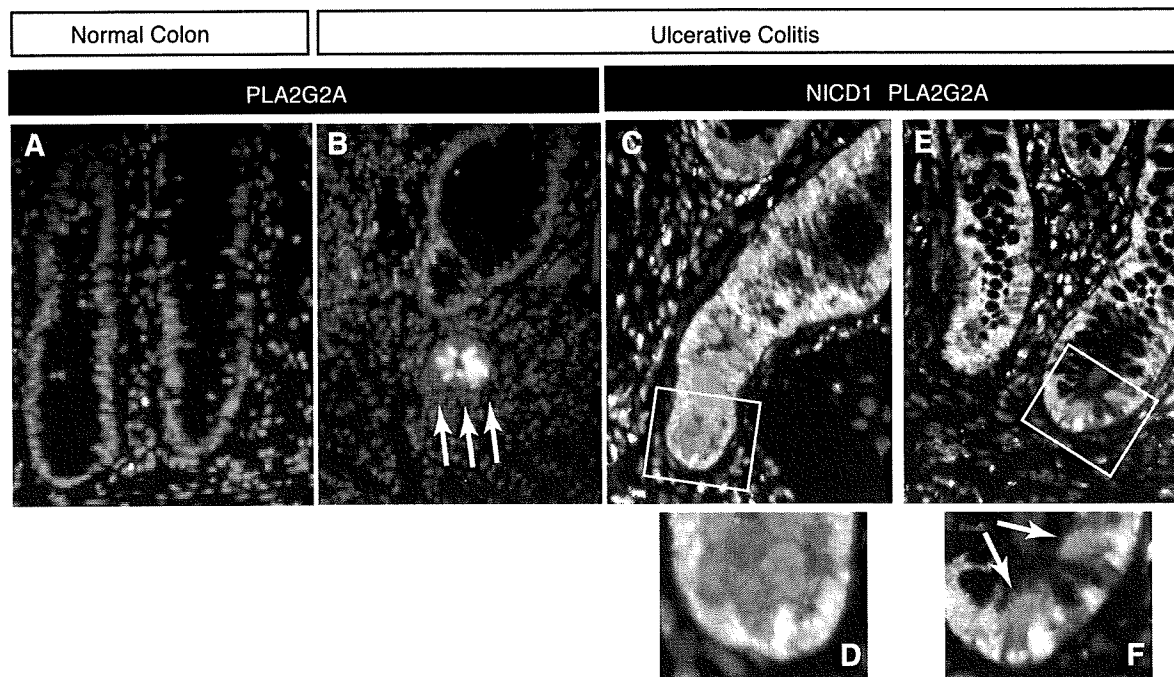 Normal Colon
Ulcerative Colitis
PLA2G2A
NICD1 PLA2G2A
A
B
C
E
D
F